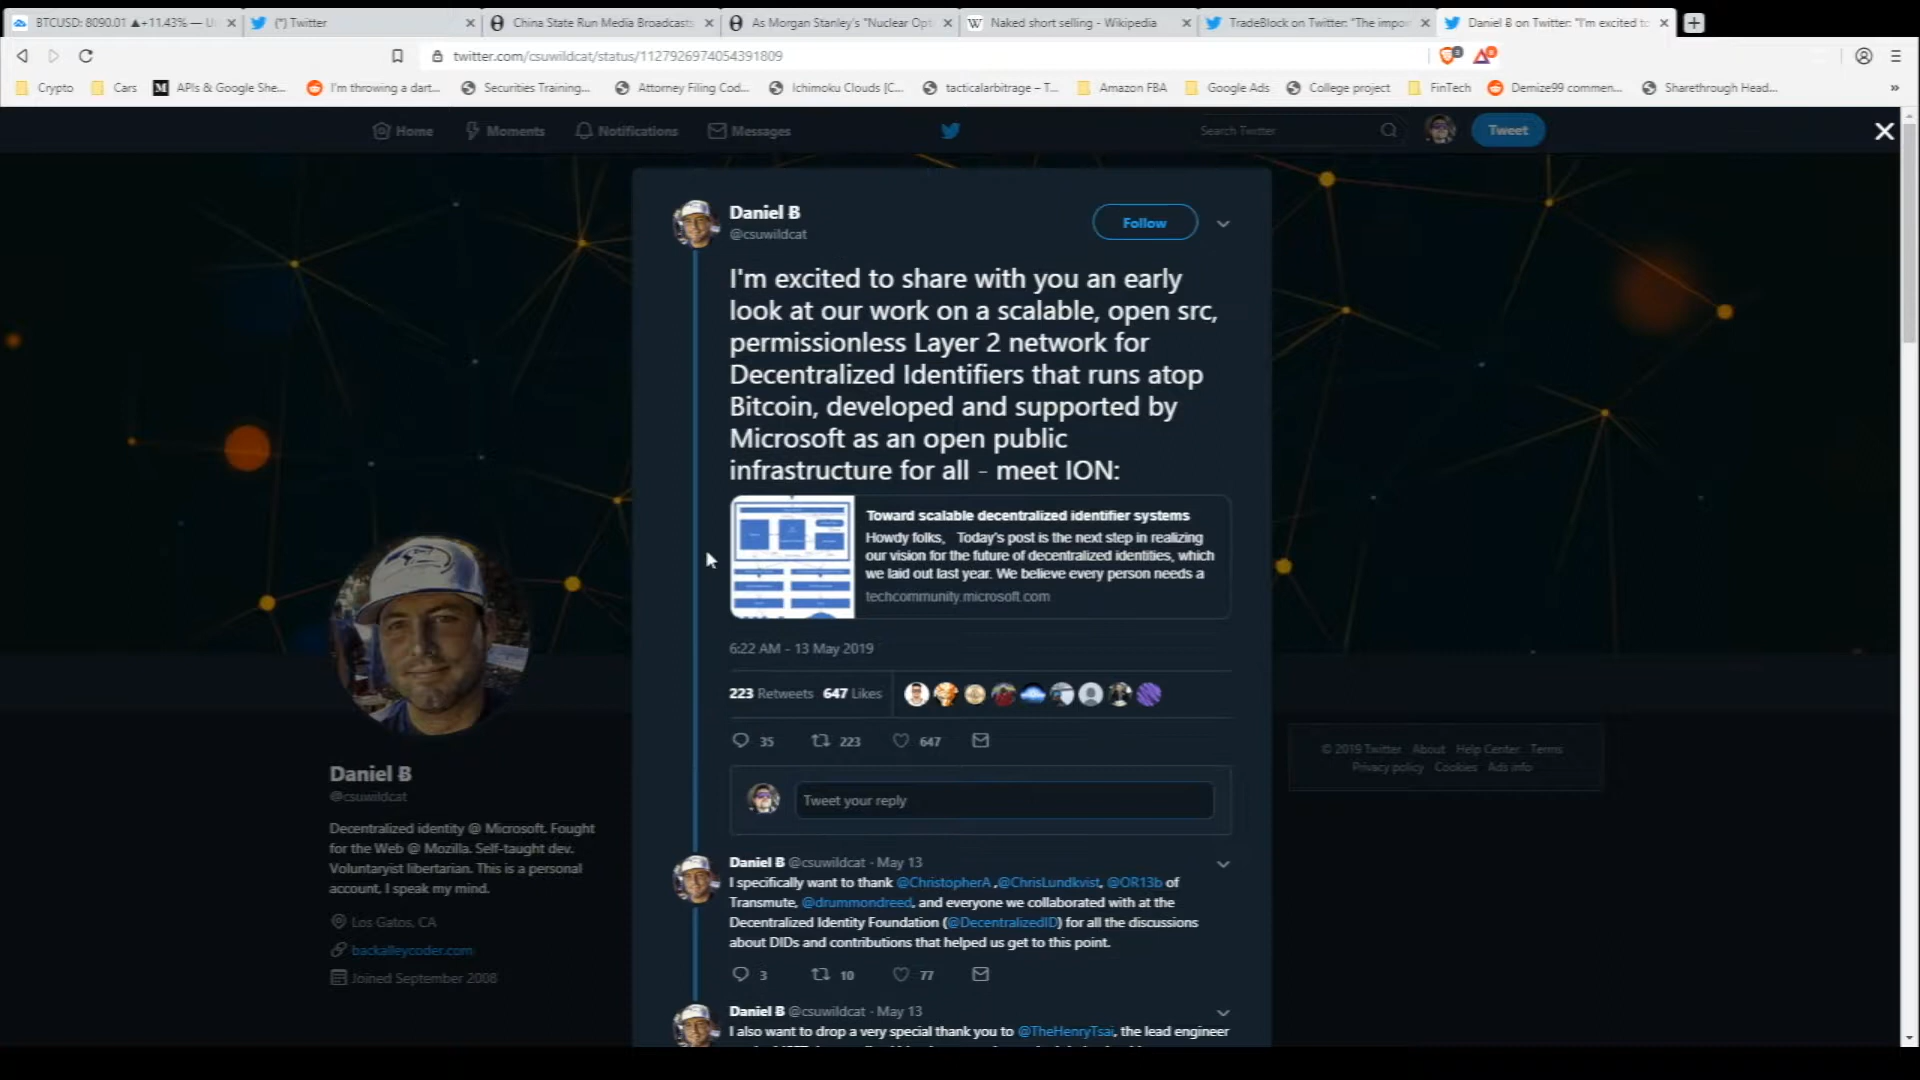 BTCUSD: 8090.01 ▲+11.43% — U
(*) Twitter
China State Run Media Broadcasts
As Morgan Stanley's "Nuclear Opt
Naked short selling - Wikipedia
TradeBlock on Twitter: "The impo
Daniel Ƀ on Twitter: "I'm excited to
twitter.com/csuwildcat/status/1127926974054391809
Crypto
Cars
APIs & Google She...
I'm throwing a dart...
Securities Training...
Attorney Filing Cod...
Ichimoku Clouds [C...
tacticalarbitrage – T...
Amazon FBA
Google Ads
College project
FinTech
Demize99 commen...
Sharethrough Head...
»
Home
Moments
Notifications
Messages
Search Twitter
Tweet
Daniel Ƀ
@csuwildcat
Follow
I'm excited to share with you an early
look at our work on a scalable, open src,
permissionless Layer 2 network for
Decentralized Identifiers that runs atop
Bitcoin, developed and supported by
Microsoft as an open public
infrastructure for all - meet ION:
Toward scalable decentralized identifier systems
Howdy folks, Today's post is the next step in realizing
our vision for the future of decentralized identities, which
we laid out last year. We believe every person needs a
techcommunity.microsoft.com
6:22 AM - 13 May 2019
223 Retweets 647 Likes
35 223 647
Tweet your reply
Daniel Ƀ @csuwildcat · May 13
I specifically want to thank @ChristopherA ,@ChrisLundkvist, @OR13b of
Transmute, @drummondreed, and everyone we collaborated with at the
Decentralized Identity Foundation (@DecentralizedID) for all the discussions
about DIDs and contributions that helped us get to this point.
3 10 77
Daniel Ƀ @csuwildcat · May 13
I also want to drop a very special thank you to @TheHenryTsai, the lead engineer
Daniel Ƀ
@csuwildcat
Decentralized identity @ Microsoft. Fought
for the Web @ Mozilla. Self-taught dev.
Voluntaryist libertarian. This is a personal
account, I speak my mind.
Los Gatos, CA
backalleycoder.com
Joined September 2008
© 2019 Twitter About Help Center Terms
Privacy policy Cookies Ads info